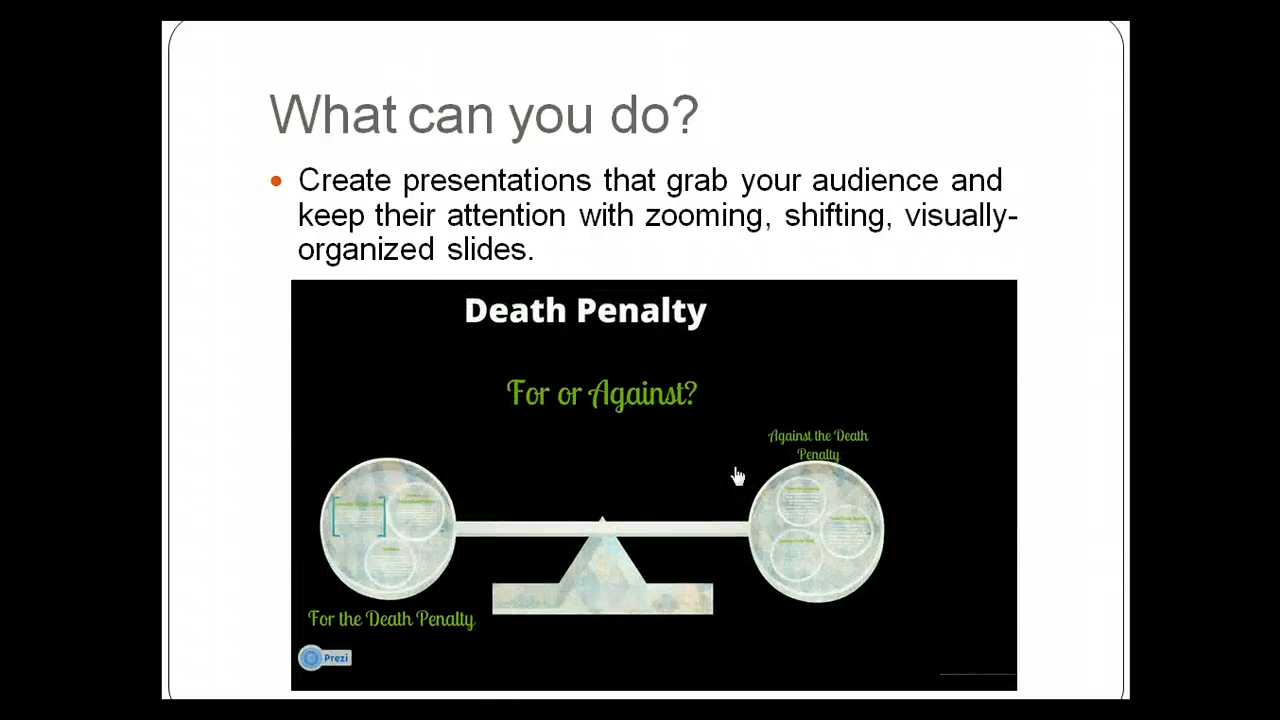 What can you do?
• Create presentations that grab your audience and
keep their attention with zooming, shifting, visually-
organized slides.
Death Penalty
For or Against?
Against the Death
Penalty
For the Death Penalty
Prezi